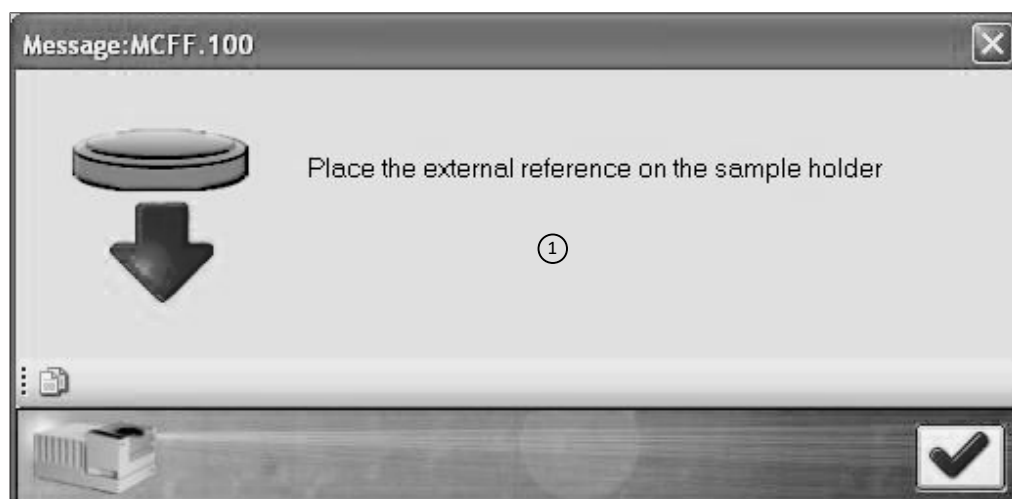 Message:MCFF.100
Place the external reference on the sample holder
1